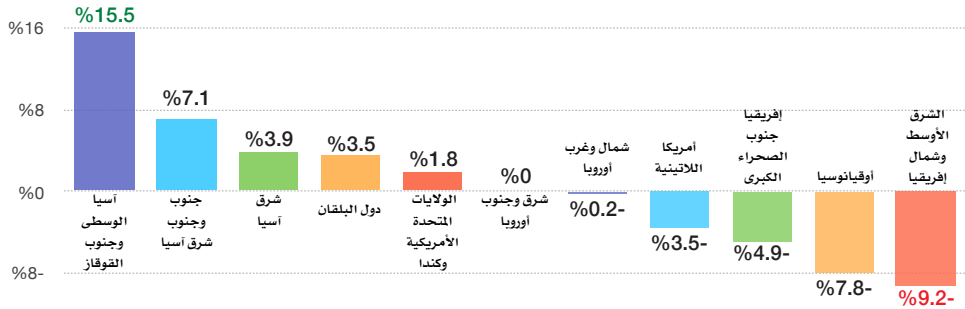 %16
%8
%0
%8-
%15.5
آسيا
الوسطى
وجنوب
القوقاز
%7.1
جنوب
وجنوب
شرق آسيا
%3.9
شرق
آسيا
%3.5
دول البلقان
%1.8
الولايات
المتحدة
الأمريكية
وكندا
%0
شرق وجنوب
أوروبا
شمال وغرب
أوروبا
%0.2-
أمريكا
اللاتينية
%3.5-
إفريقيا
جنوب
الصحراء
الكبرى
%4.9-
أوقيانوسيا
%7.8-
الشرق
الأوسط
وشمال
إفريقيا
%9.2-